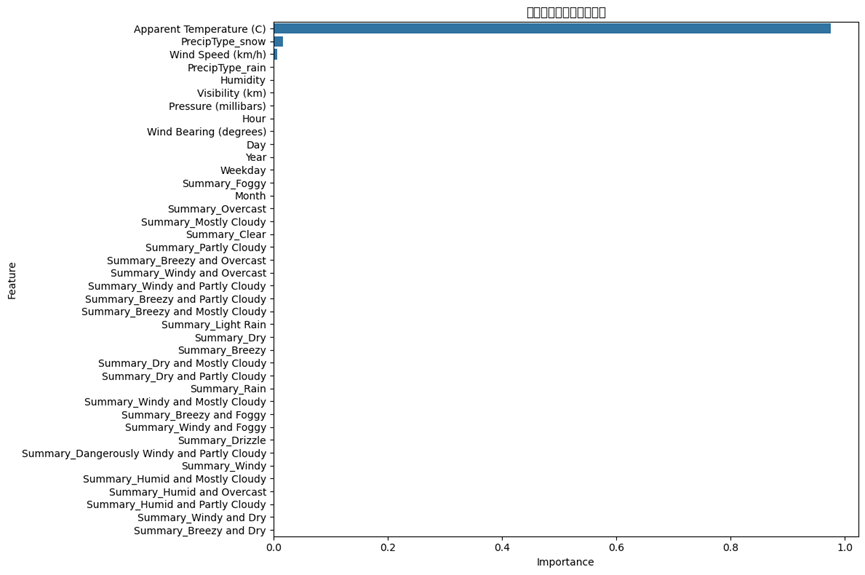 Apparent Temperature (C)
PrecipType_snow
Wind Speed (km/h)
PrecipType_rain
Humidity
Visibility (km)
Pressure (millibars)
Hour
Wind Bearing (degrees)
Day
Year
Weekday
Summary_Foggy
Month
Summary_Overcast
Summary_Mostly Cloudy
Summary_Clear
Summary_Partly Cloudy
Summary_Breezy and Overcast
Summary_Windy and Overcast
Summary_Windy and Partly Cloudy
Summary_Breezy and Partly Cloudy
Summary_Breezy and Mostly Cloudy
Summary_Light Rain
Summary_Dry
Summary_Breezy
Summary_Dry and Mostly Cloudy
Summary_Dry and Partly Cloudy
Summary_Rain
Summary_Windy and Mostly Cloudy
Summary_Breezy and Foggy
Summary_Windy and Foggy
Summary_Drizzle
Summary_Dangerously Windy and Partly Cloudy
Summary_Windy
Summary_Humid and Mostly Cloudy
Summary_Humid and Overcast
Summary_Humid and Partly Cloudy
Summary_Windy and Dry
Summary_Breezy and Dry
Feature
0.0 0.2 0.4 0.6 0.8 1.0
Importance